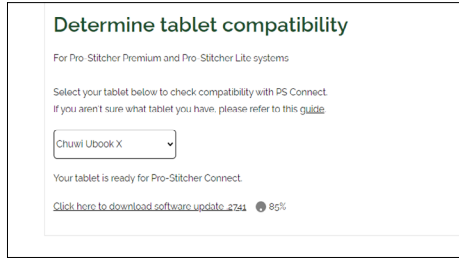 Determine tablet compatibility
For Pro-Stitcher Premium and Pro-Stitcher Lite systems
Select your tablet below to check compatibility with PS Connect.
If you aren't sure what tablet you have, please refer to this guide.
Chuwi Ubook X
Your tablet is ready for Pro-Stitcher Connect.
Click here to download software update .2741 85%